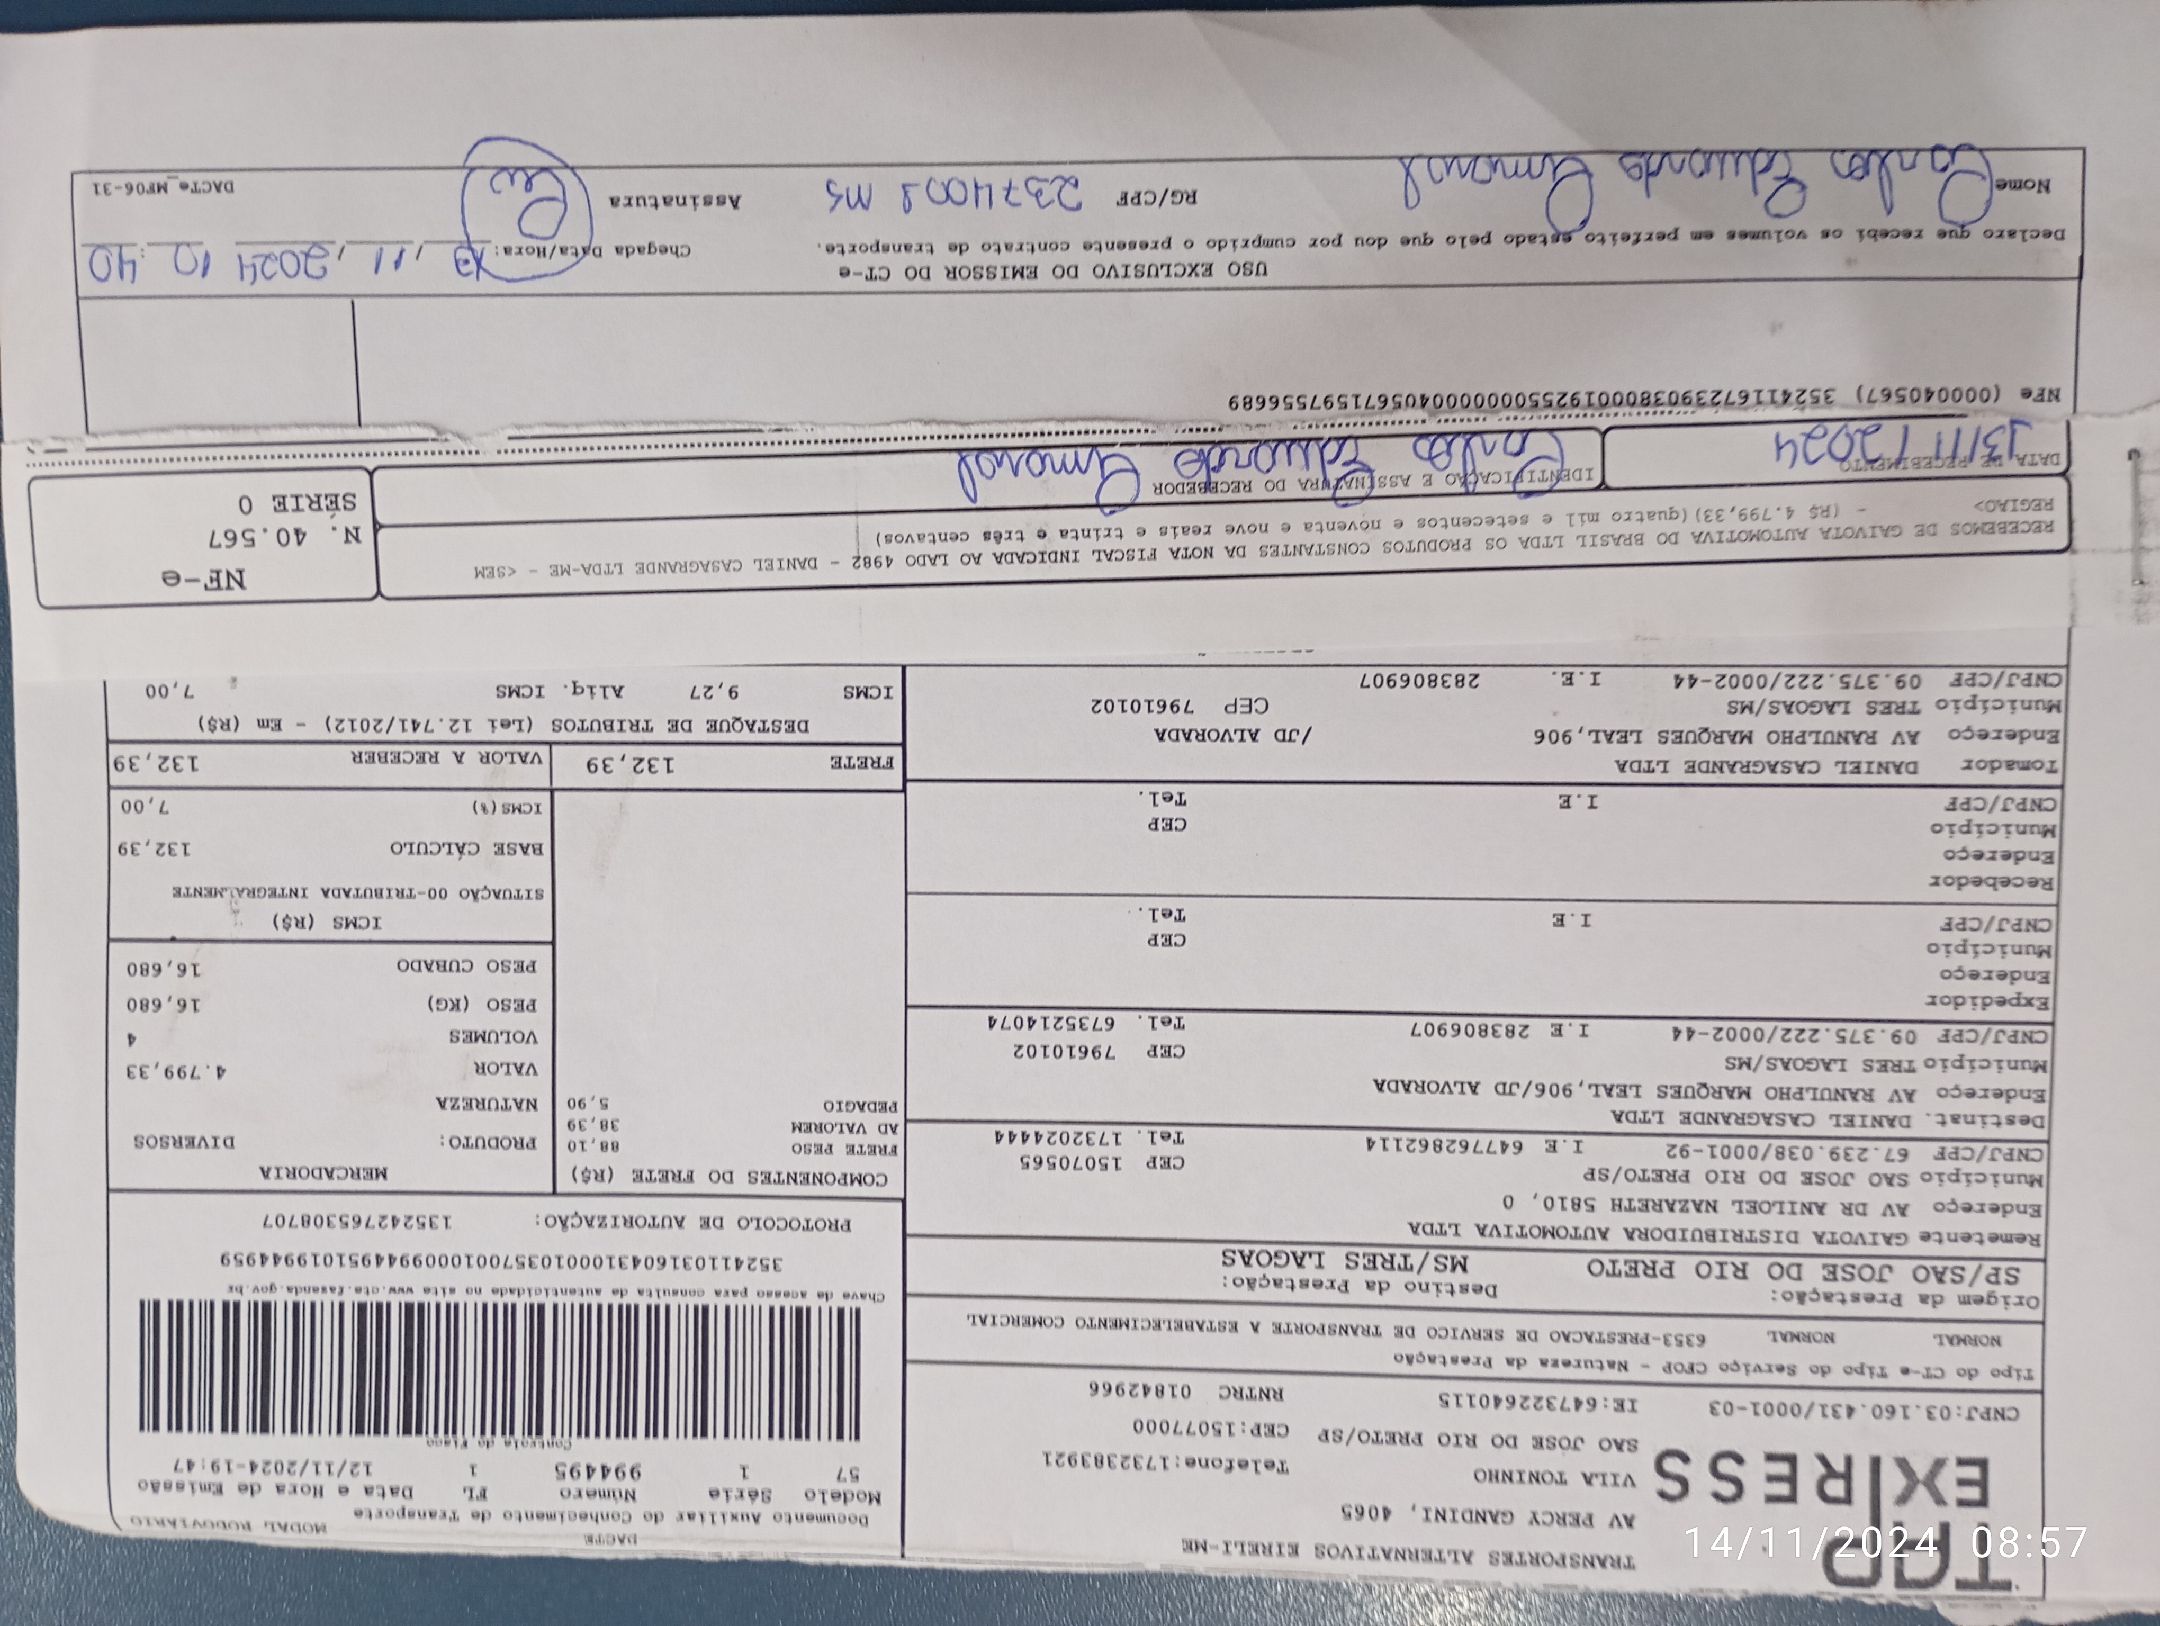 TRANSPORTES ALTERNATIVOS EIRELI-ME
AV PERCY GANDINI, 4065
VILA TONINHO Telefone:1732383921
EXPRESS
SAO JOSE DO RIO PRETO/SP CEP:15077000
CNPJ:03.160.431/0001-03 IE:647322640115 RNTRC 01842966
Tipo do CT-e Tipo do Serviço CFOP - Natureza da Prestação
NORMAL NORMAL 6353-PRESTACAO DE SERVICO DE TRANSPORTE A ESTABELECIMENTO COMERCIAL
Origem da Prestação: Destino da Prestação:
SP/SAO JOSE DO RIO PRETO MS/TRES LAGOAS
Remetente GAIVOTA DISTRIBUIDORA AUTOMOTIVA LTDA
Endereço AV DR ANILOEL NAZARETH 5810, 0
Município SAO JOSE DO RIO PRETO/SP CEP 15070565
CNPJ/CPF 67.239.038/0001-92 I.E 647762862114 Tel. 1732024444
Destinat. DANIEL CASAGRANDE LTDA
Endereço AV RANULPHO MARQUES LEAL,906/JD ALVORADA
Município TRES LAGOAS/MS CEP 79610102
CNPJ/CPF 09.375.222/0002-44 I.E 283806907 Tel. 6735214074
Expedidor
Endereço
Município CEP
CNPJ/CPF I.E Tel.
Recebedor
Endereço
Município CEP
CNPJ/CPF I.E Tel.
Tomador DANIEL CASAGRANDE LTDA
Endereço AV RANULPHO MARQUES LEAL,906 /JD ALVORADA
Município TRES LAGOAS/MS CEP 79610102
CNPJ/CPF 09.375.222/0002-44 I.E. 283806907
DACTE MODAL RODOVIÁRIO
Documento Auxiliar do Conhecimento de Transporte
Modelo Série Número FL Data e Hora de Emissão
57 1 994495 1 12/11/2024-19:47
Controle do Fisco
Chave de acesso para consulta de autenticidade no site www.cte.fazenda.gov.br
35241103160431000103570010009944951019944959
PROTOCOLO DE AUTORIZAÇÃO: 135242765308707
COMPONENTES DO FRETE (R$)
FRETE PESO 88,10
AD VALOREM 38,39
PEDAGIO 5,90
MERCADORIA
PRODUTO: DIVERSOS
NATUREZA
VALOR 4.799,33
VOLUMES 4
PESO (KG) 16,680
PESO CUBADO 16,680
ICMS (R$)
SITUAÇÃO 00-TRIBUTADA INTEGRALMENTE
BASE CÁLCULO 132,39
ICMS(%) 7,00
FRETE 132,39 VALOR A RECEBER 132,39
DESTAQUE DE TRIBUTOS (Lei 12.741/2012) - Em (R$)
ICMS 9,27 Aliq. ICMS 7,00
RECEBEMOS DE GAIVOTA AUTOMOTIVA DO BRASIL LTDA OS PRODUTOS CONSTANTES DA NOTA FISCAL INDICADA AO LADO 4982 - DANIEL CASAGRANDE LTDA-ME - <SEM
REGIAO> - (R$ 4.799,33)(quatro mil e setecentos e noventa e nove reais e trinta e três centavos)
DATA DE RECEBIMENTO IDENTIFICAÇÃO E ASSINATURA DO RECEBEDOR
13/11/2024 Carlos Eduardo Amaral
NF-e
N. 40.567
SÉRIE 0
NFe (000040567) 35241167239038000192550000000405671597556689
USO EXCLUSIVO DO EMISSOR DO CT-e
Declaro que recebi os volumes em perfeito estado pelo que dou por cumprido o presente contrato de transporte.
Chegada Data/Hora: 13/11/2024 10:40
Nome Carlos Eduardo Amaral RG/CPF 2374001 MS Assinatura
DACTe_MF06-31
14/11/2024 08:57